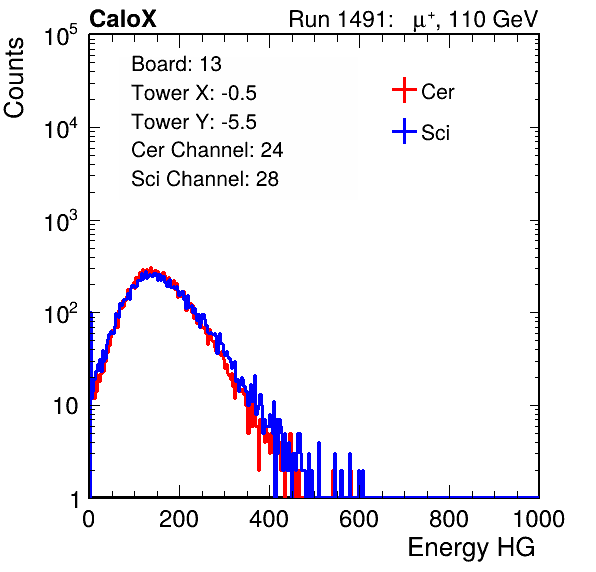 CaloX Run 1491: μ⁺, 110 GeV
Counts
10⁵
10⁴
10³
10²
10
1
Board: 13
Tower X: -0.5
Tower Y: -5.5
Cer Channel: 24
Sci Channel: 28
Cer
Sci
0 200 400 600 800 1000
Energy HG